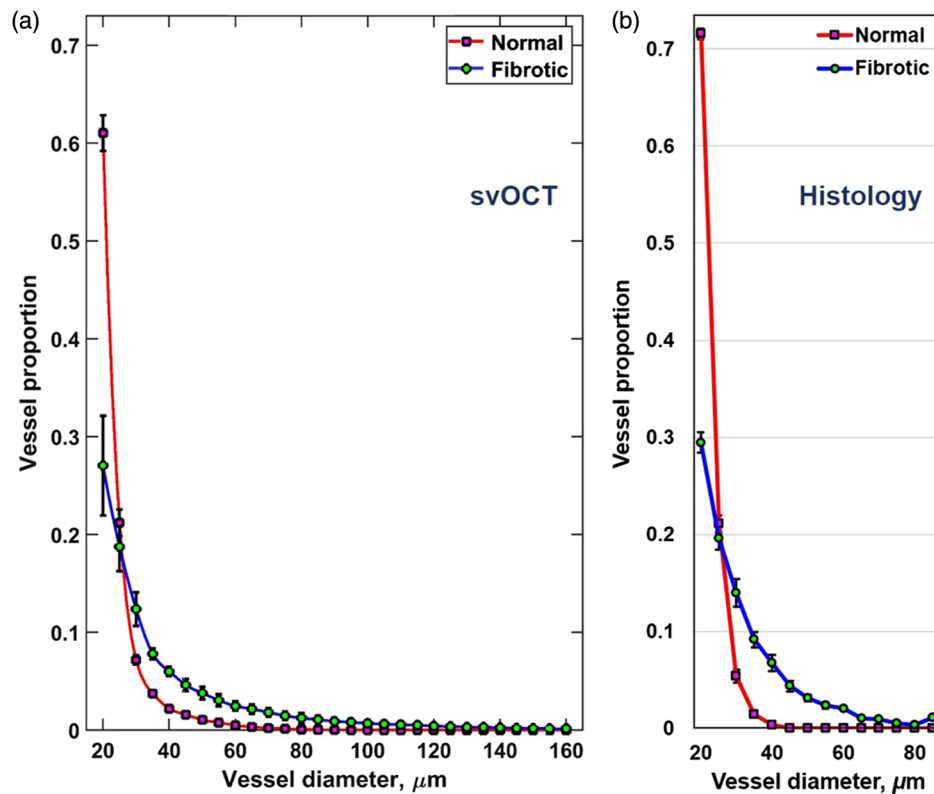 (a)
0.7
0.6
0.5
0.4
0.3
0.2
0.1
0
Vessel proportion
Normal
Fibrotic
svOCT
20 40 60 80 100 120 140 160
Vessel diameter, μm
(b)
0.7
0.6
0.5
0.4
0.3
0.2
0.1
0
Vessel proportion
Normal
Fibrotic
Histology
20 40 60 80
Vessel diameter, μm